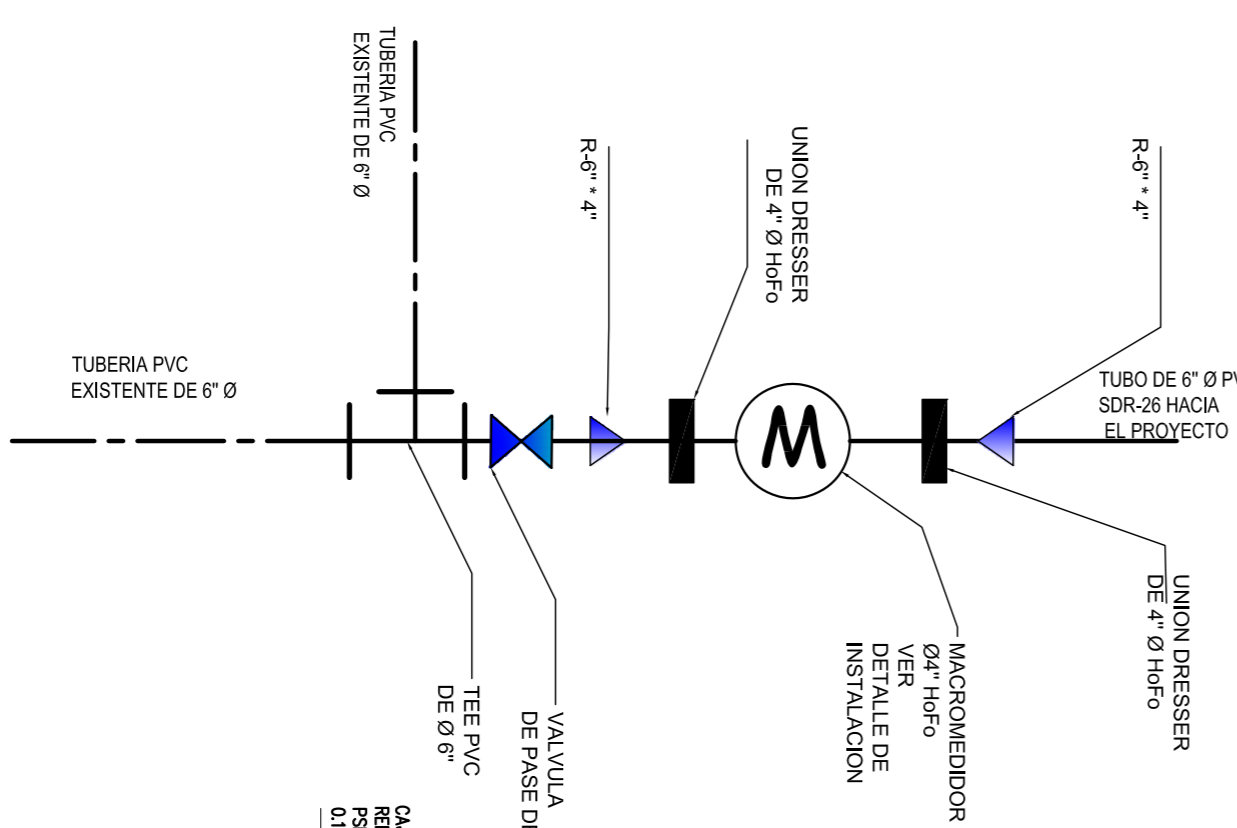 TUBERIA PVC
EXISTENTE DE 6" Ø
R-6" * 4"
UNION DRESSER
DE 4" Ø HoFo
R-6" * 4"
TUBERIA PVC
EXISTENTE DE 6" Ø
M
TUBO DE 6" Ø
SDR-26 HACIA
EL PROYECTO
TEE PVC
DE Ø 6"
VALVULA
DE PASE
MACROMEDIDOR
Ø4" HoFo
VER
DETALLE DE
INSTALACION
UNION DRESSER
DE 4" Ø HoFo
0.1